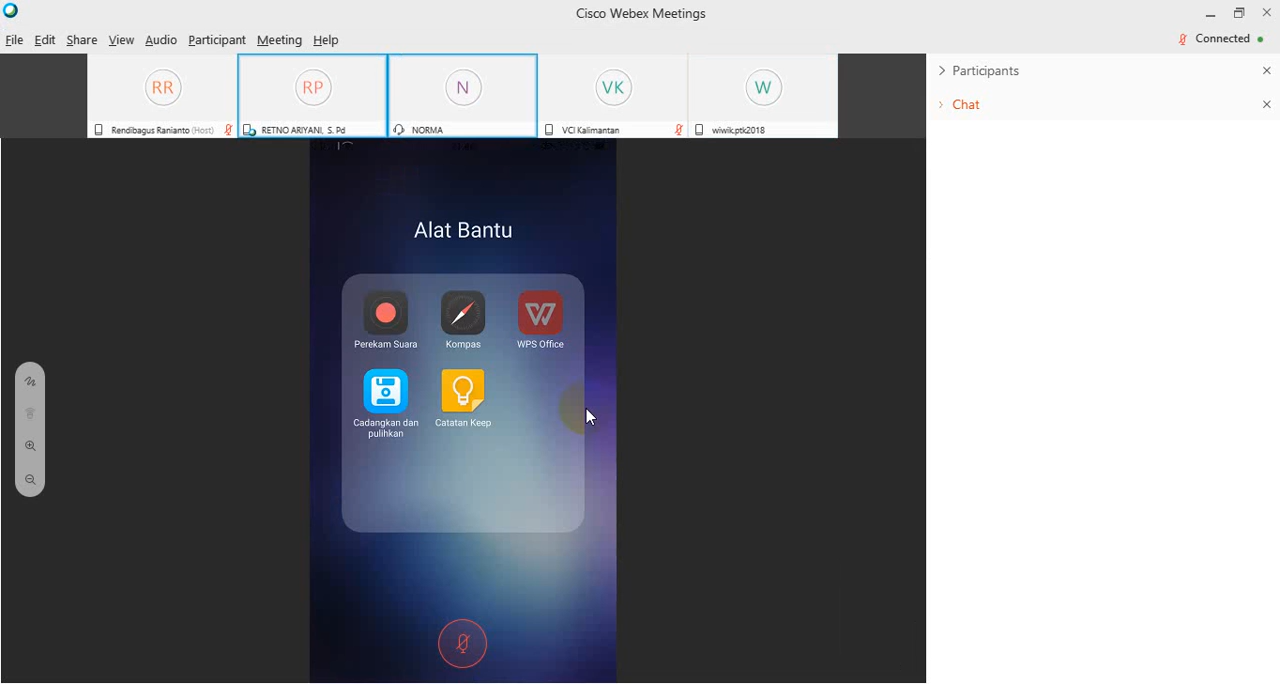 Cisco Webex Meetings
File Edit Share View Audio Participant Meeting Help
Connected
RR RP N VK W
Rendibagus Ranianto (Host) RETNO ARIYANI, S. Pd NORMA VCI Kalimantan wiwik.ptk2018
Participants
Chat
Alat Bantu
Perekam Suara Kompas WPS Office
Cadangkan dan Catatan Keep
pulihkan